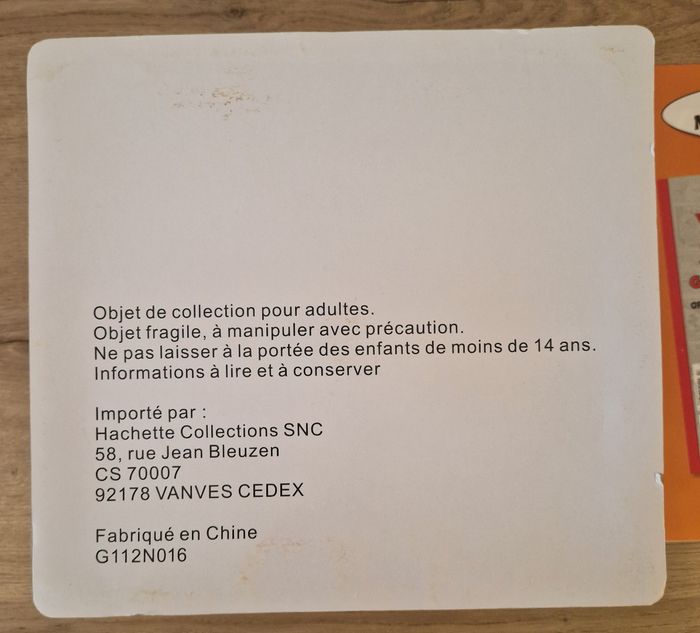 Objet de collection pour adultes.
Objet fragile, à manipuler avec précaution.
Ne pas laisser à la portée des enfants de moins de 14 ans.
Informations à lire et à conserver
Importé par :
Hachette Collections SNC
58, rue Jean Bleuzen
CS 70007
92178 VANVES CEDEX
Fabriqué en Chine
G112N016